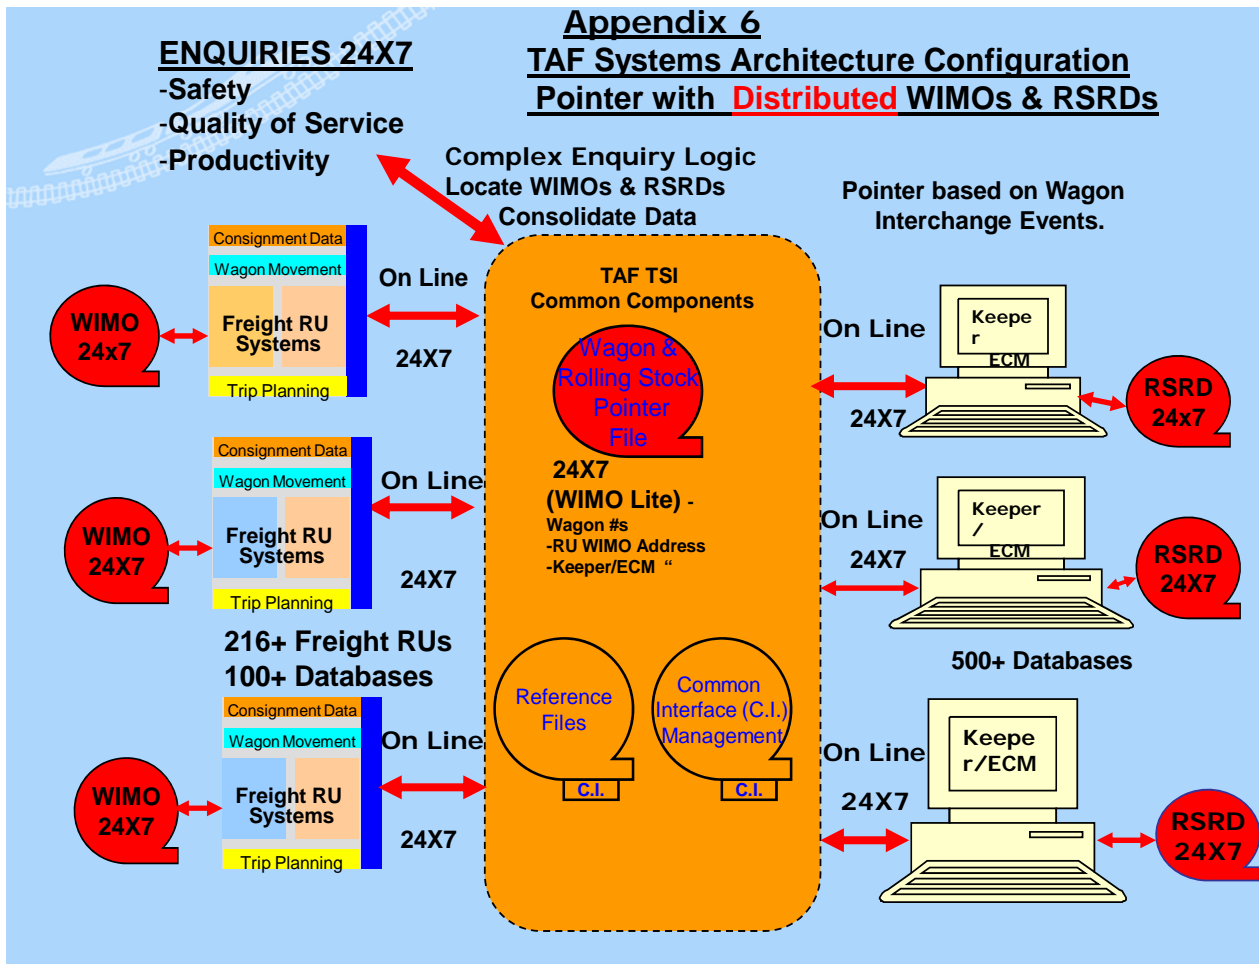 Appendix 6
TAF Systems Architecture Configuration
Pointer with Distributed WIMOs & RSRDs
ENQUIRIES 24X7
-Safety
-Quality of Service
-Productivity
Complex Enquiry Logic
Locate WIMOs & RSRDs
Consolidate Data
Pointer based on Wagon
Interchange Events.
WIMO
24x7
Consignment Data
Wagon Movement
Freight RU
Systems
Trip Planning
On Line
24X7
WIMO
24X7
Consignment Data
Wagon Movement
Freight RU
Systems
Trip Planning
On Line
24X7
216+ Freight RUs
100+ Databases
WIMO
24X7
Consignment Data
Wagon Movement
Freight RU
Systems
Trip Planning
On Line
24X7
TAF TSI
Common Components
Wagon &
Rolling Stock
Pointer
File
24X7
(WIMO Lite) -
Wagon #s
-RU WIMO Address
-Keeper/ECM “
Reference
Files
C.I.
Common
Interface (C.I.)
Management
C.I.
On Line
24X7
Keepe
r
ECM
RSRD
24x7
On Line
24X7
Keeper
/
ECM
RSRD
24X7
500+ Databases
On Line
24X7
Keepe
r/ECM
RSRD
24X7